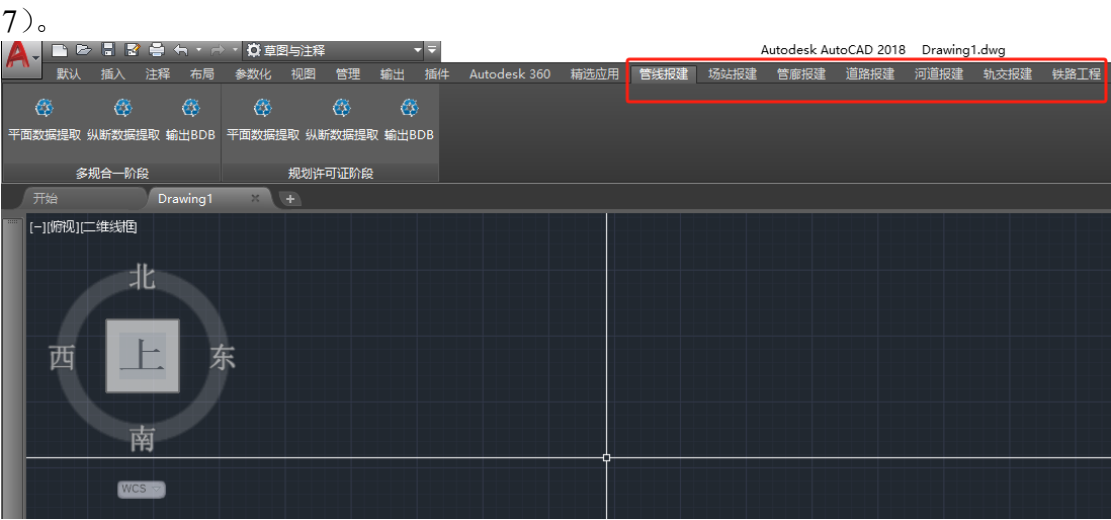 7)。
草图与注释 Autodesk AutoCAD 2018 Drawing1.dwg
默认 插入 注释 布局 参数化 视图 管理 输出 插件 Autodesk 360 精选应用 管线报建 场站报建 管廊报建 道路报建 河道报建 轨交报建 铁路工程
平面数据提取 纵断数据提取 输出BDB 平面数据提取 纵断数据提取 输出BDB
多规合一阶段 规划许可证阶段
开始 Drawing1
[-][俯视][二维线框]
北
西 上 东
南
WCS